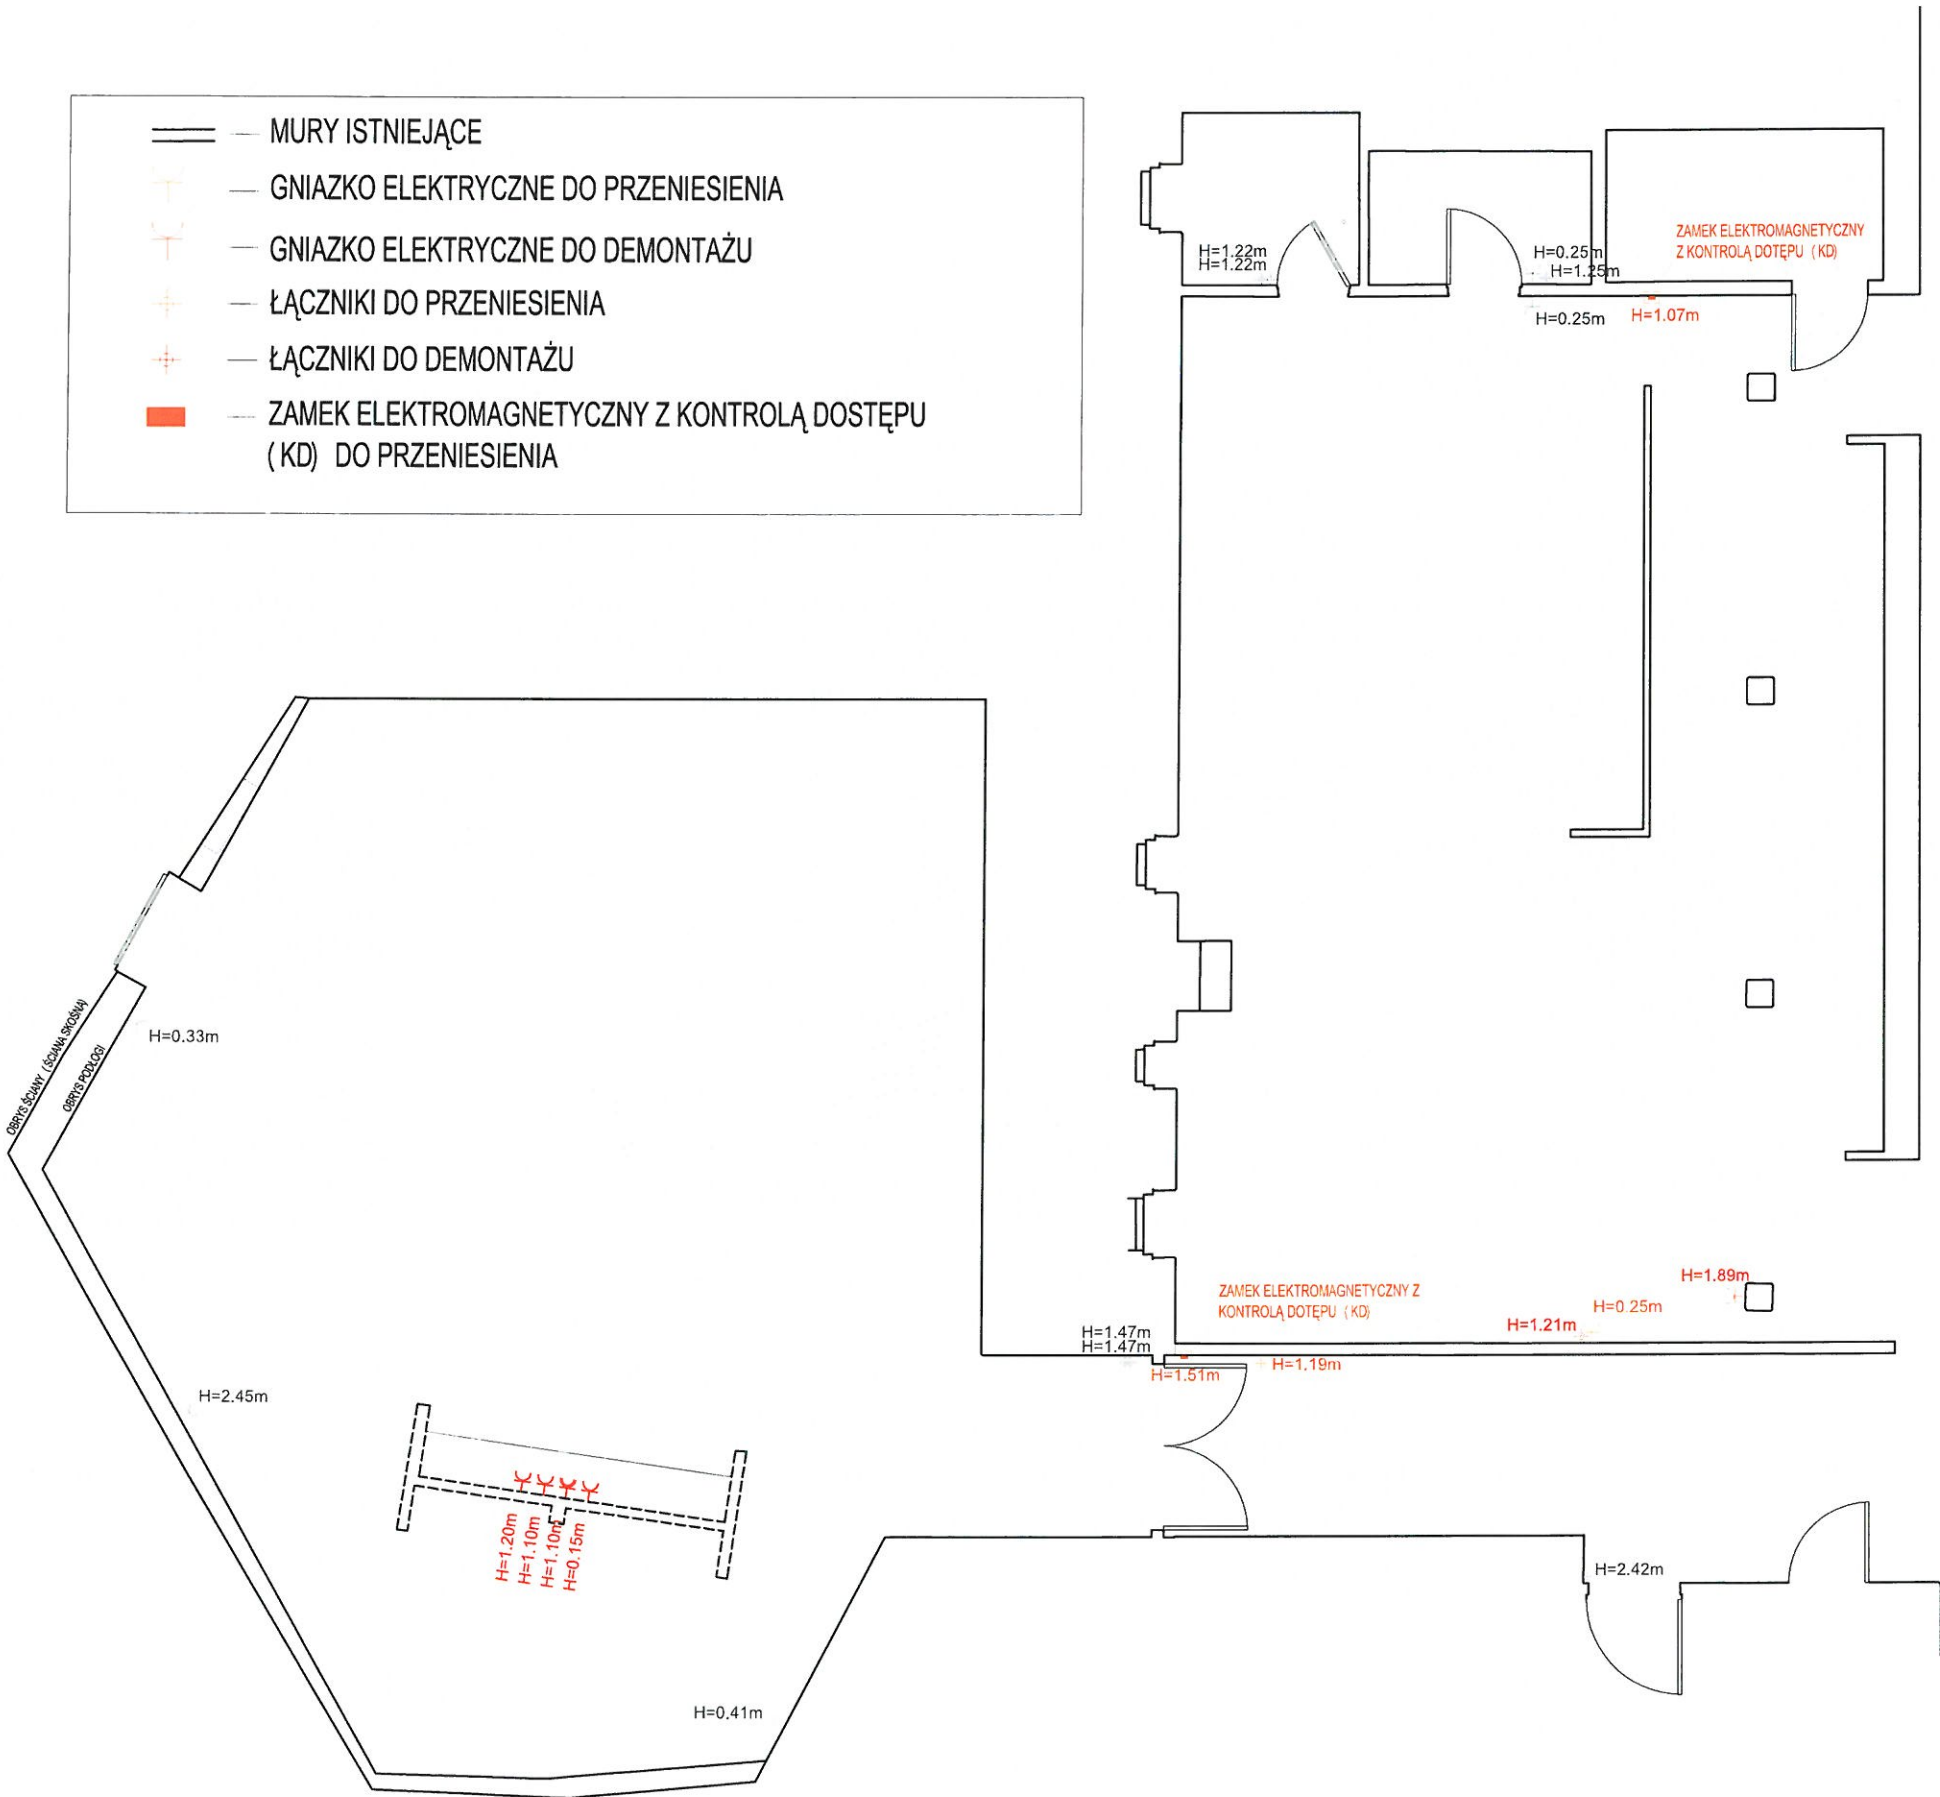 MURY ISTNIEJĄCE
GNIAZKO ELEKTRYCZNE DO PRZENIESIENIA
GNIAZKO ELEKTRYCZNE DO DEMONTAŻU
ŁĄCZNIKI DO PRZENIESIENIA
ŁĄCZNIKI DO DEMONTAŻU
ZAMEK ELEKTROMAGNETYCZNY Z KONTROLĄ DOSTĘPU
( KD) DO PRZENIESIENIA
ZAMEK ELEKTROMAGNETYCZNY
Z KONTROLĄ DOTĘPU ( KD)
H=1.22m
H=1.22m
H=0.25m
H=1.25m
H=0.25m
H=1.07m
OBRYS ŚCIANY ( ŚCIANA SKOŚNA)
OBRYS PODŁOGI
H=0.33m
ZAMEK ELEKTROMAGNETYCZNY Z
KONTROLĄ DOTĘPU ( KD)
H=1.89m
H=0.25m
H=1.21m
H=1.47m
H=1.47m
H=1.51m
H=1.19m
H=2.45m
H=1.20m
H=1.10m
H=1.10m
H=0.15m
H=2.42m
H=0.41m